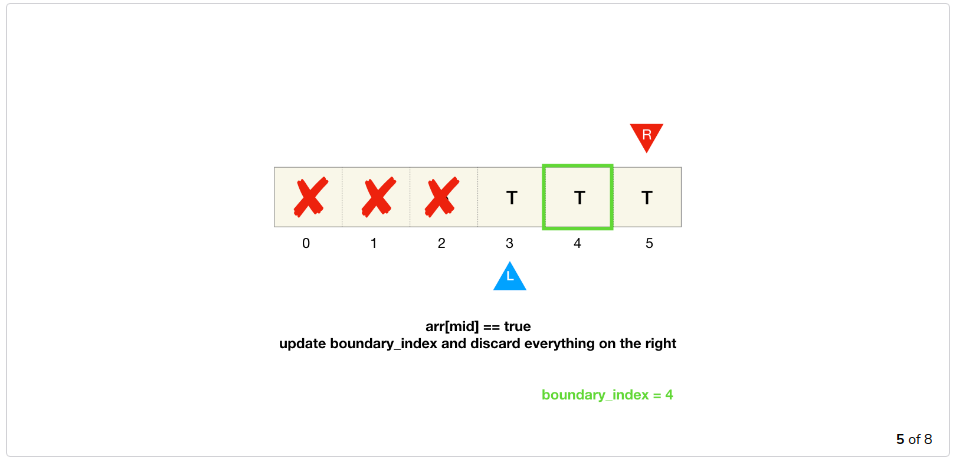 R
T T T
0 1 2 3 4 5
L
arr[mid] == true
update boundary_index and discard everything on the right
boundary_index = 4
5 of 8